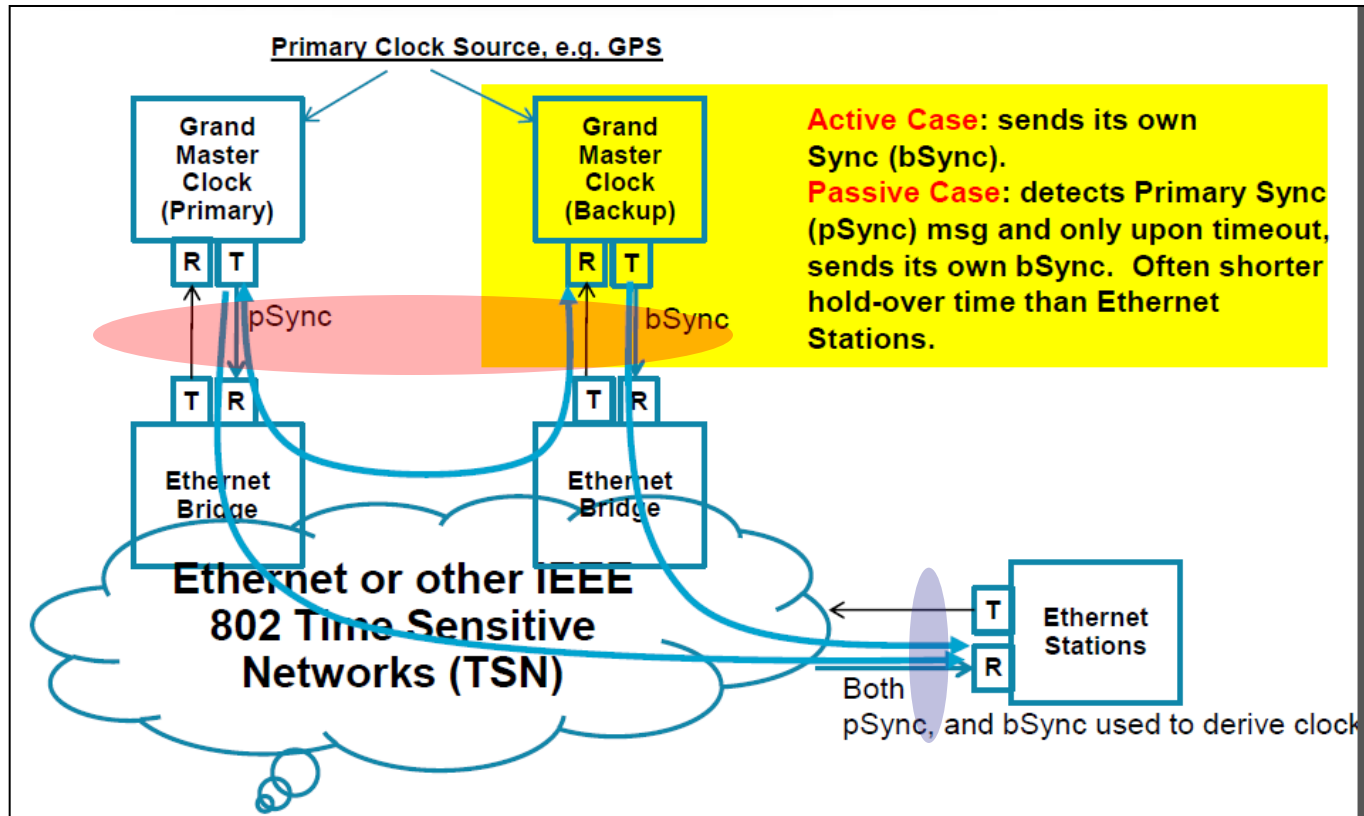 Primary Clock Source, e.g. GPS
Grand
Master
Clock
(Primary)
R T
Grand
Master
Clock
(Backup)
R T
Active Case: sends its own
Sync (bSync).
Passive Case: detects Primary Sync
(pSync) msg and only upon timeout,
sends its own bSync. Often shorter
hold-over time than Ethernet
Stations.
pSync
bSync
T R
T R
Ethernet
Bridge
Ethernet
Bridge
Ethernet or other IEEE
802 Time Sensitive
Networks (TSN)
T
R
Ethernet
Stations
Both
pSync, and bSync used to derive clock